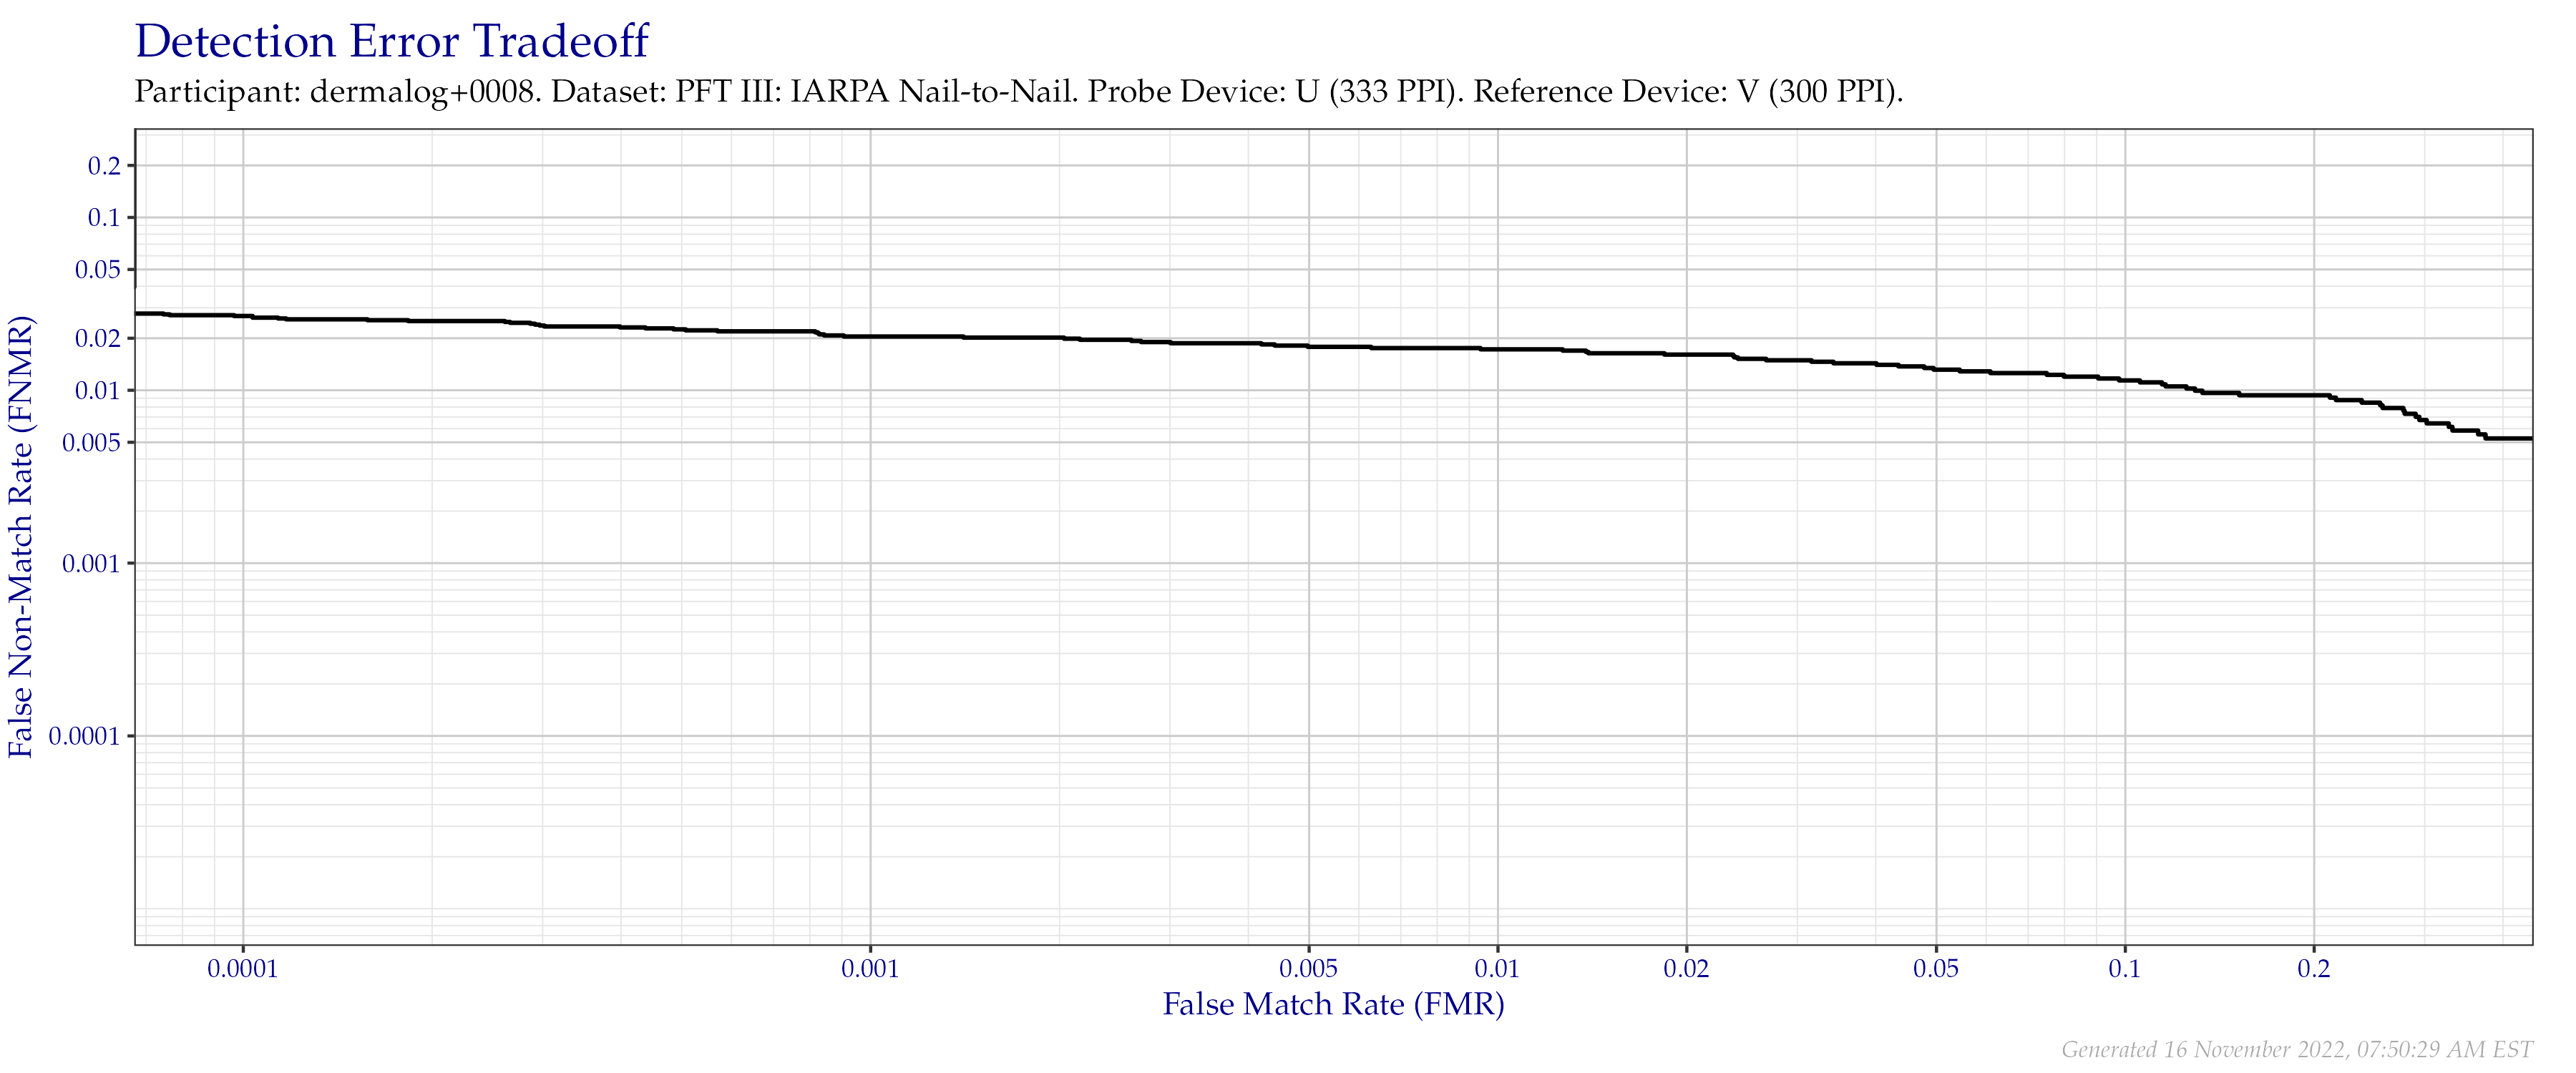 Detection Error Tradeoff
Participant: dermalog+0008. Dataset: PFT III: IARPA Nail-to-Nail. Probe Device: U (333 PPI). Reference Device: V (300 PPI).
False Non-Match Rate (FNMR)
0.2
0.1
0.05
0.02
0.01
0.005
0.001
0.0001
0.0001 0.001 0.005 0.01 0.02 0.05 0.1 0.2
False Match Rate (FMR)
Generated 16 November 2022, 07:50:29 AM EST